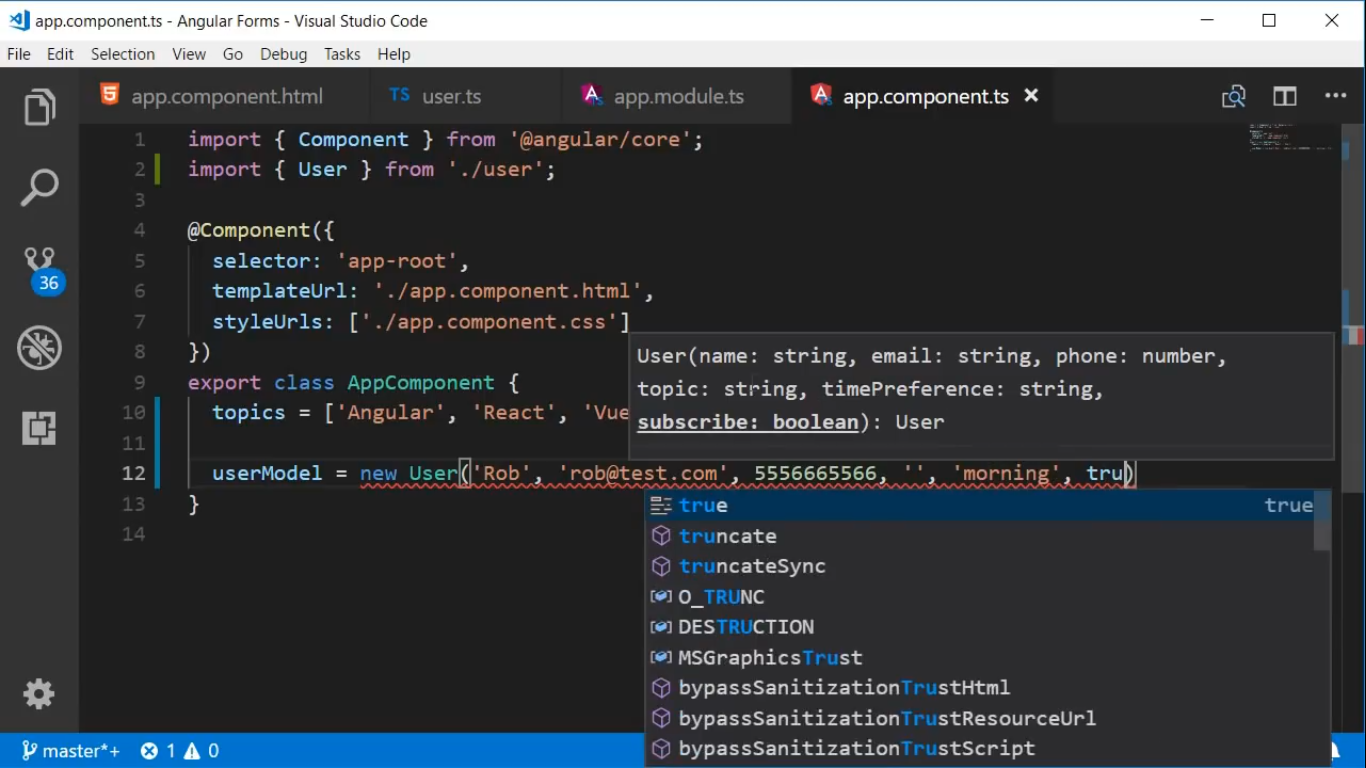 app.component.ts - Angular Forms - Visual Studio Code
File Edit Selection View Go Debug Tasks Help
app.component.html TS user.ts app.module.ts app.component.ts
1 import { Component } from '@angular/core';
2 import { User } from './user';
3
4 @Component({
5 selector: 'app-root',
6 templateUrl: './app.component.html',
7 styleUrls: ['./app.component.css']
8 })
9 export class AppComponent {
10 topics = ['Angular', 'React', 'Vue
11
12 userModel = new User('Rob', 'rob@test.com', 5556665566, '', 'morning', tru)
13 }
14
User(name: string, email: string, phone: number,
topic: string, timePreference: string,
subscribe: boolean): User
true true
truncate
truncateSync
O_TRUNC
DESTRUCTION
MSGraphicsTrust
bypassSanitizationTrustHtml
bypassSanitizationTrustResourceUrl
bypassSanitizationTrustScript
36
master*+ 1 0